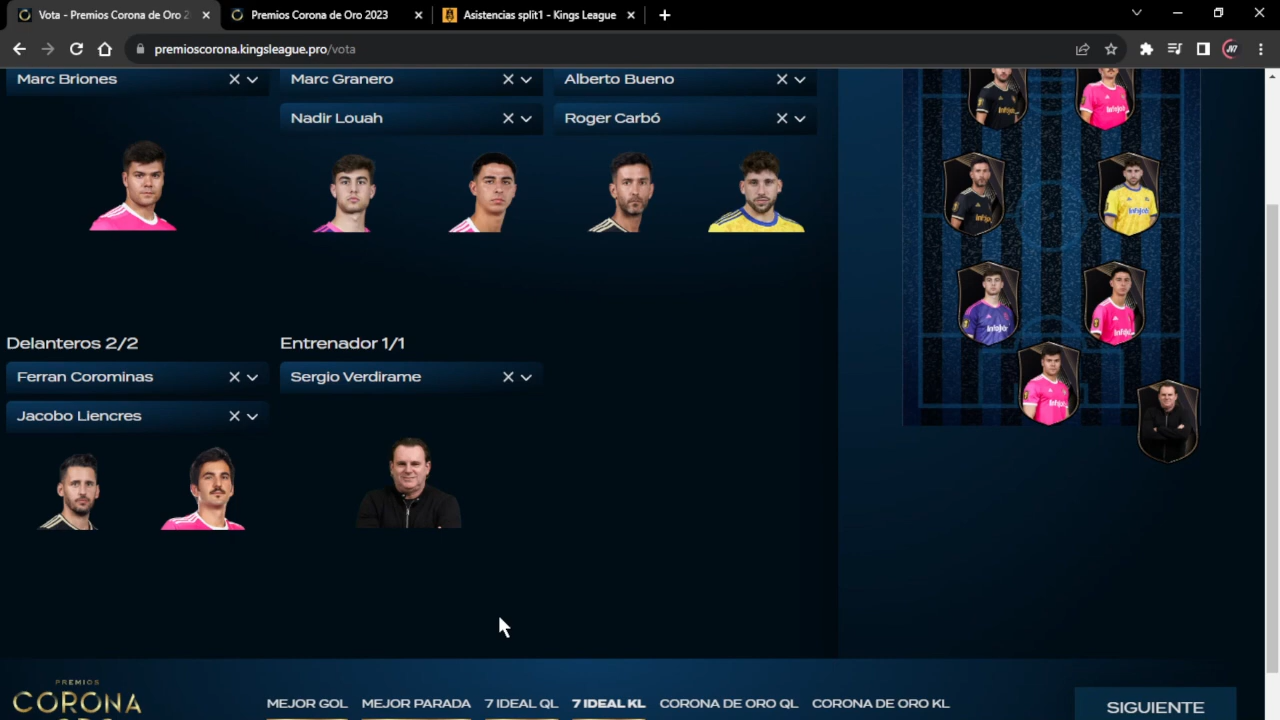 Vota - Premios Corona de Oro 2
Premios Corona de Oro 2023
Asistencias split1 - Kings League
premioscorona.kingsleague.pro/vota
Marc Briones
Marc Granero
Alberto Bueno
Nadir Louah
Roger Carbó
Delanteros 2/2
Entrenador 1/1
Ferran Corominas
Sergio Verdirame
Jacobo Liencres
PREMIOS
CORONA
MEJOR GOL
MEJOR PARADA
7 IDEAL QL
7 IDEAL KL
CORONA DE ORO QL
CORONA DE ORO KL
SIGUIENTE